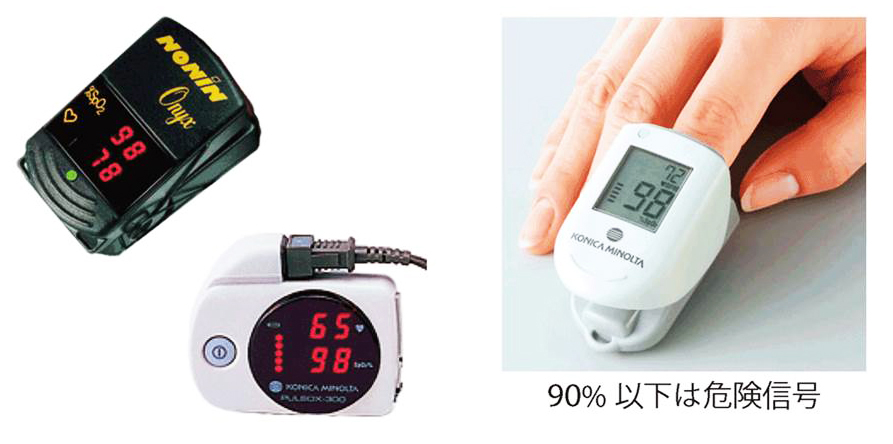 NONIN
Onyx
%SpO2
98
78
65
98
SpO2%
KONICA MINOLTA
PULSOX-300
72
98
KONICA MINOLTA
90% 以下は危険信号